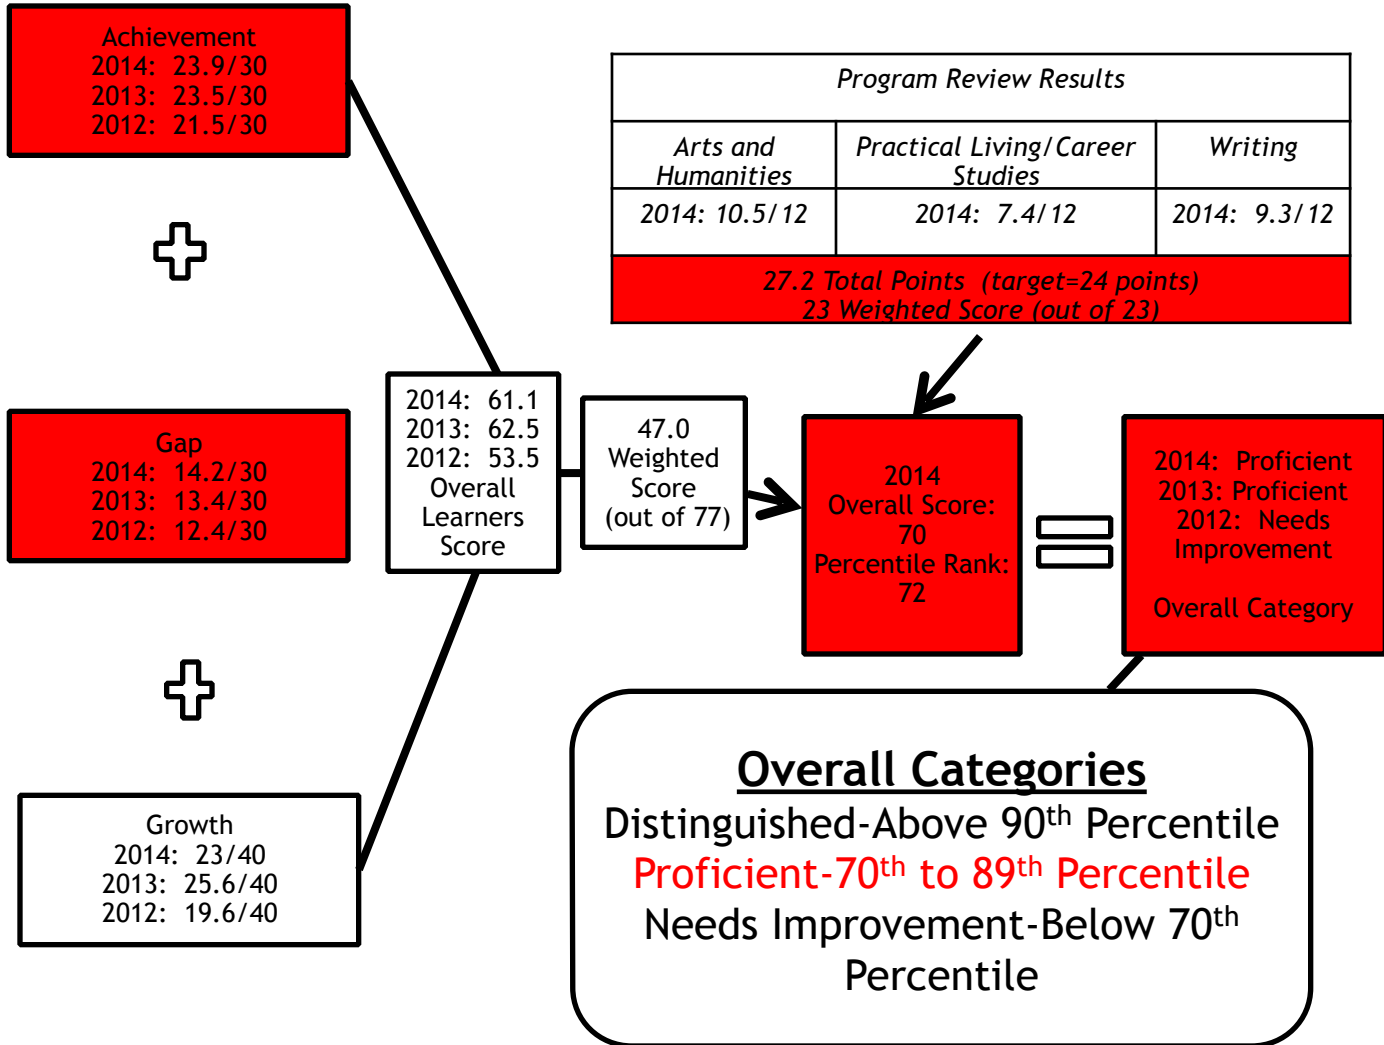 Achievement
2014:  23.9/30
2013:  23.5/30
2012:  21.5/30
Gap
2014:  14.2/30
2013:  13.4/30
2012:  12.4/30
Growth
2014:  23/40
2013:  25.6/40
2012:  19.6/40
2014:  61.1
2013:  62.5
2012:  53.5
Overall
Learners
Score
47.0
Weighted
Score
(out of 77)
Program Review Results
Arts and
Humanities
Practical Living/Career
Studies
Writing
2014: 10.5/12
2014:  7.4/12
2014:  9.3/12
27.2 Total Points  (target=24 points)
23 Weighted Score (out of 23)
2014
Overall Score:
70
Percentile Rank:
72
2014:  Proficient
2013: Proficient
2012:  Needs
Improvement
Overall Category
Overall Categories
Distinguished-Above 90th Percentile
Proficient-70th to 89th Percentile
Needs Improvement-Below 70th
Percentile